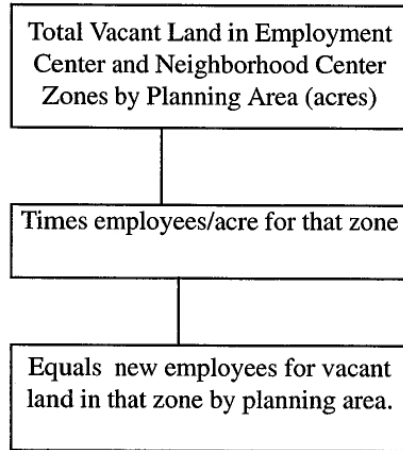 Total Vacant Land in Employment
Center and Neighborhood Center
Zones by Planning Area (acres)
Times employees/acre for that zone
Equals new employees for vacant
land in that zone by planning area.